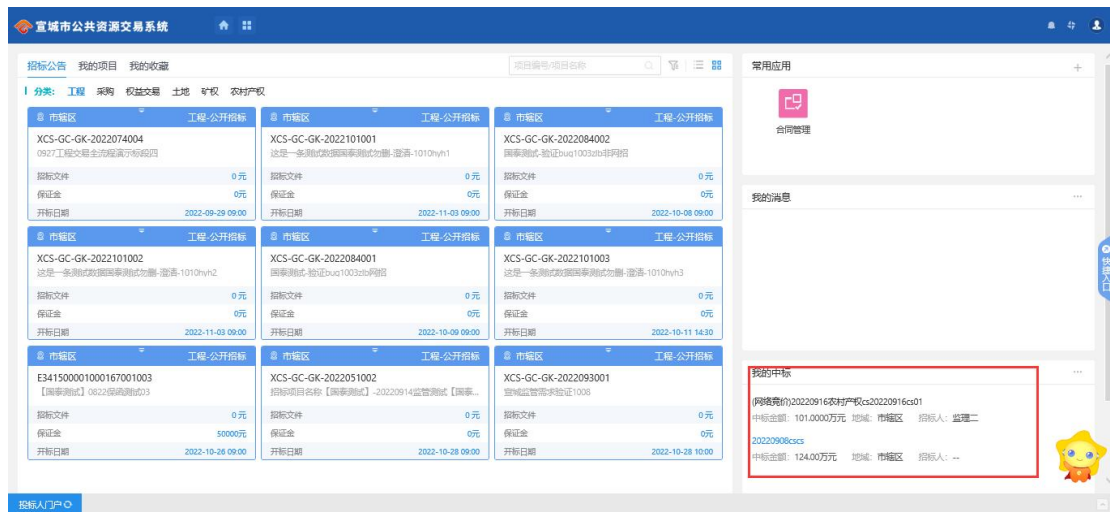 宣城市公共资源交易系统
招标公告 我的项目 我的收藏
项目编号/项目名称
分类: 工程 采购 权益交易 土地 矿权 农村产权
市辖区 工程-公开招标
XCS-GC-GK-2022074004
0927工程交易全流程演示标段四
招标文件 0元
保证金 0元
开标日期 2022-09-29 09:00
市辖区 工程-公开招标
XCS-GC-GK-2022101001
这是一条测试数据国泰测试勿删-澄清-1010hyh1
招标文件 0元
保证金 0元
开标日期 2022-11-03 09:00
市辖区 工程-公开招标
XCS-GC-GK-2022084002
国泰测试-验证bug1003zlb非网招
招标文件 0元
保证金 0元
开标日期 2022-10-08 09:00
市辖区 工程-公开招标
XCS-GC-GK-2022101002
这是一条测试数据国泰测试勿删-澄清-1010hyh2
招标文件 0元
保证金 0元
开标日期 2022-11-03 09:00
市辖区 工程-公开招标
XCS-GC-GK-2022084001
国泰测试-验证bug1003zlb网招
招标文件 0元
保证金 0元
开标日期 2022-10-09 09:00
市辖区 工程-公开招标
XCS-GC-GK-2022101003
这是一条测试数据国泰测试勿删-澄清-1010hyh3
招标文件 0元
保证金 0元
开标日期 2022-10-11 14:30
市辖区 工程-公开招标
E341500001000167001003
【国泰测试】0822保函测试03
招标文件 0元
保证金 50000元
开标日期 2022-10-26 09:00
市辖区 工程-公开招标
XCS-GC-GK-2022051002
招标项目名称【国泰测试】-20220914监管测试【国泰...
招标文件 0元
保证金 0元
开标日期 2022-10-28 09:00
市辖区 工程-公开招标
XCS-GC-GK-2022093001
宣城监管需求验证1008
招标文件 0元
保证金 0元
开标日期 2022-10-28 10:00
常用应用
合同管理
我的消息
快捷入口
我的中标
(网络竞价)20220916农村产权cs20220916cs01
中标金额: 101.0000万元 地域: 市辖区 招标人: 监理二
20220908cscs
中标金额: 124.00万元 地域: 市辖区 招标人: --
投标人门户